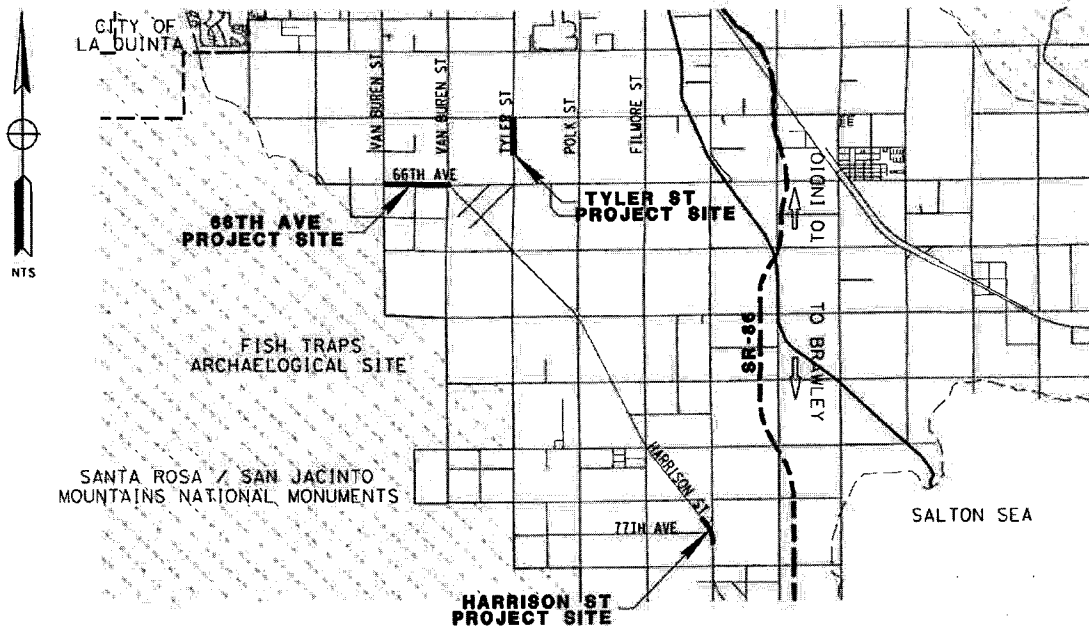 CITY OF
LA QUINTA
NTS
VAN BUREN ST
VAN BUREN ST
TYLER ST
POLK ST
FILMORE ST
66TH AVE
66TH AVE
PROJECT SITE
TYLER ST
PROJECT SITE
TO INDIO
TO BRAWLEY
SR-86
FISH TRAPS
ARCHAELOGICAL SITE
SANTA ROSA / SAN JACINTO
MOUNTAINS NATIONAL MONUMENTS
HARRISON ST
77TH AVE
SALTON SEA
HARRISON ST
PROJECT SITE